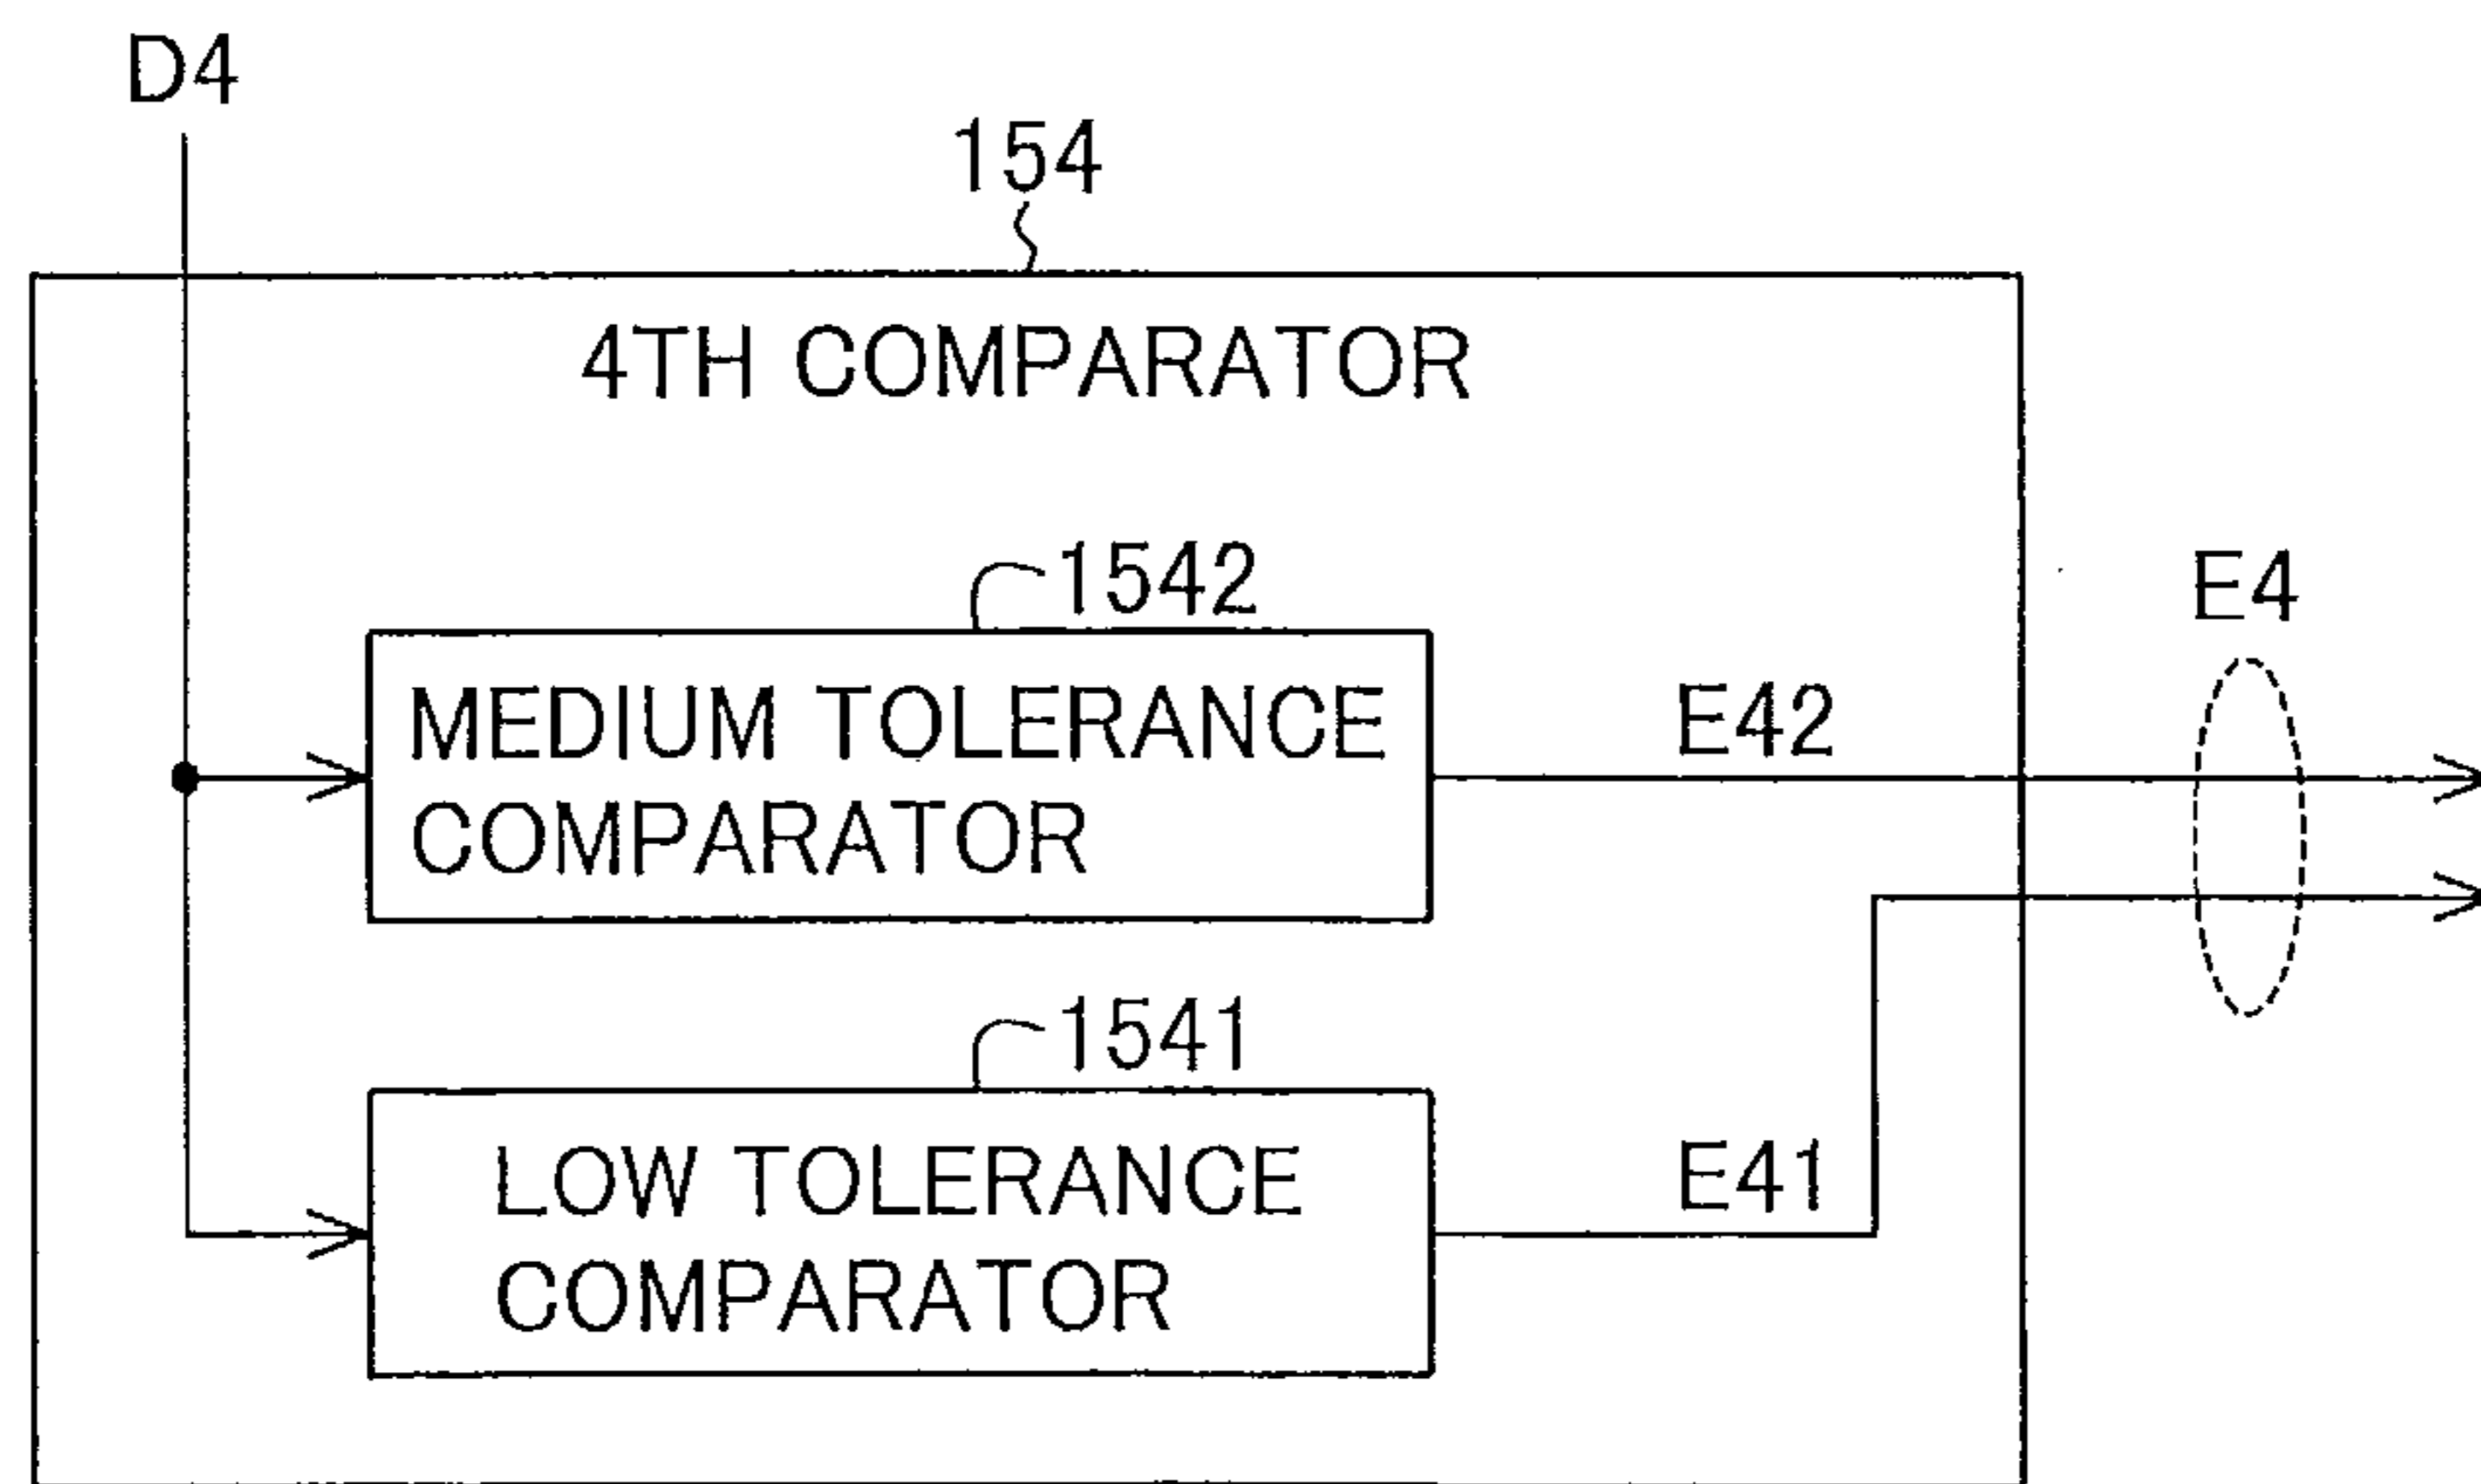 D4
154
4TH COMPARATOR
1542
E4
MEDIUM TOLERANCE
COMPARATOR
E42
1541
LOW TOLERANCE
COMPARATOR
E41